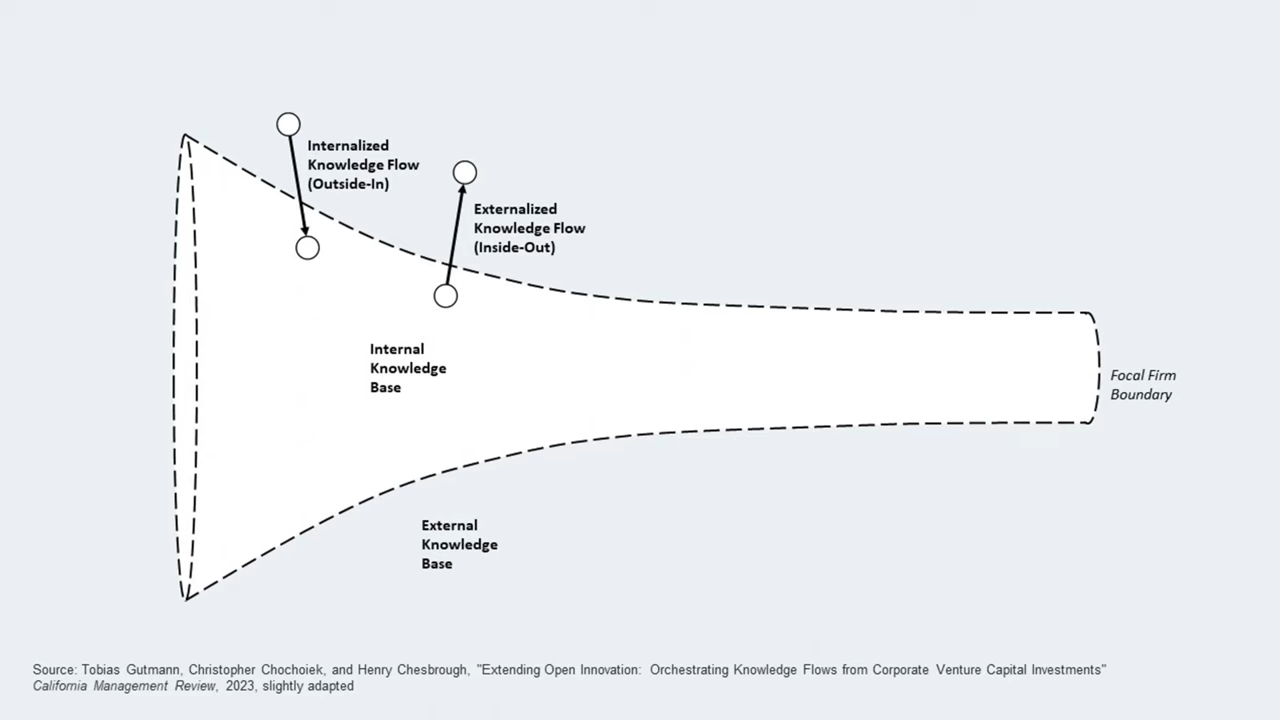 Internalized
Knowledge Flow
(Outside-In)
Externalized
Knowledge Flow
(Inside-Out)
Internal
Knowledge
Base
Focal Firm
Boundary
External
Knowledge
Base
Source: Tobias Gutmann, Christopher Chochoiek, and Henry Chesbrough, "Extending Open Innovation: Orchestrating Knowledge Flows from Corporate Venture Capital Investments"
California Management Review, 2023, slightly adapted